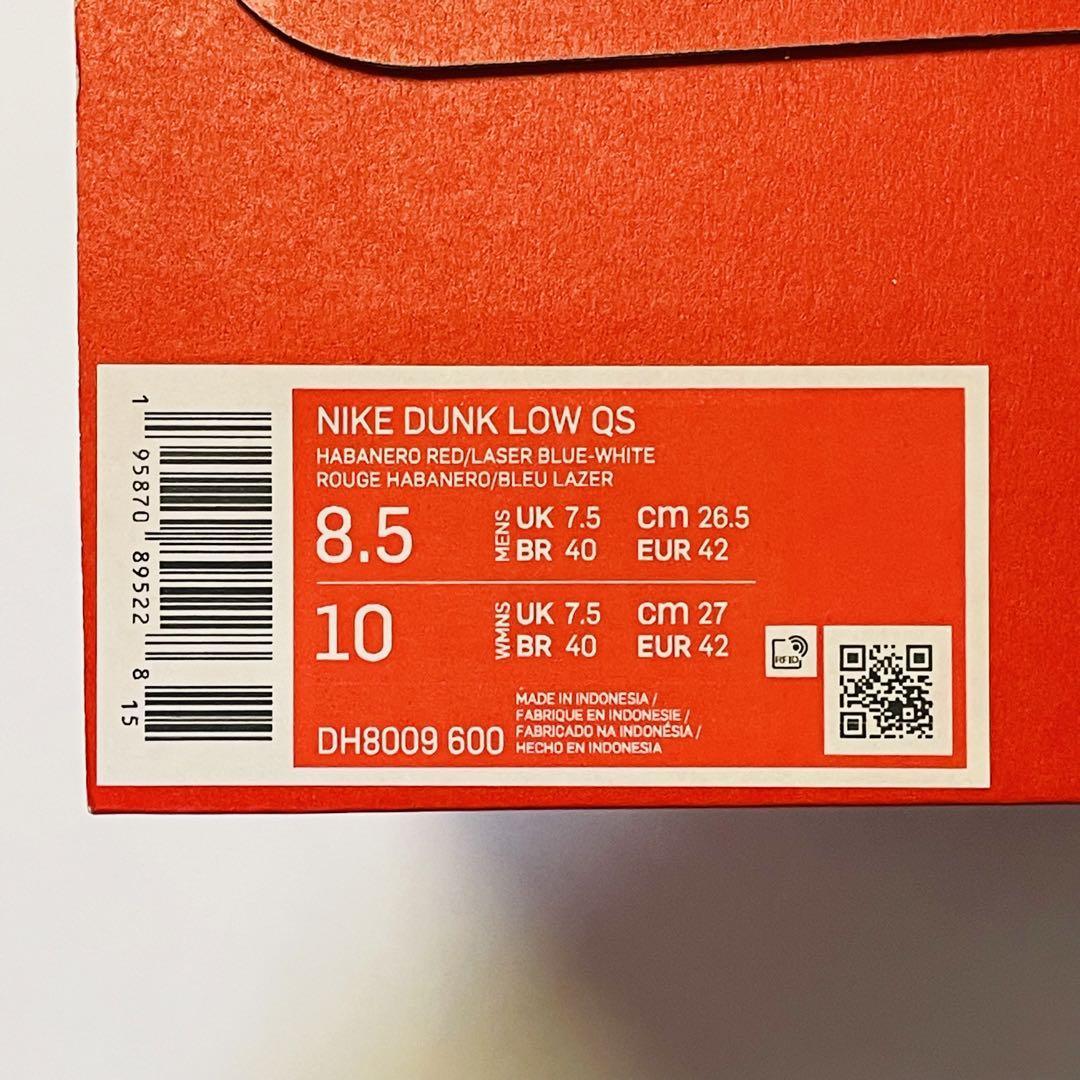 1 95870 89522 8 15
NIKE DUNK LOW QS
HABANERO RED/LASER BLUE-WHITE
ROUGE HABANERO/BLEU LAZER
8.5 MENS UK 7.5 cm 26.5
BR 40 EUR 42
10 WMNS UK 7.5 cm 27
BR 40 EUR 42
RFID
DH8009 600
MADE IN INDONESIA /
FABRIQUE EN INDONESIE /
FABRICADO NA INDONÉSIA /
HECHO EN INDONESIA